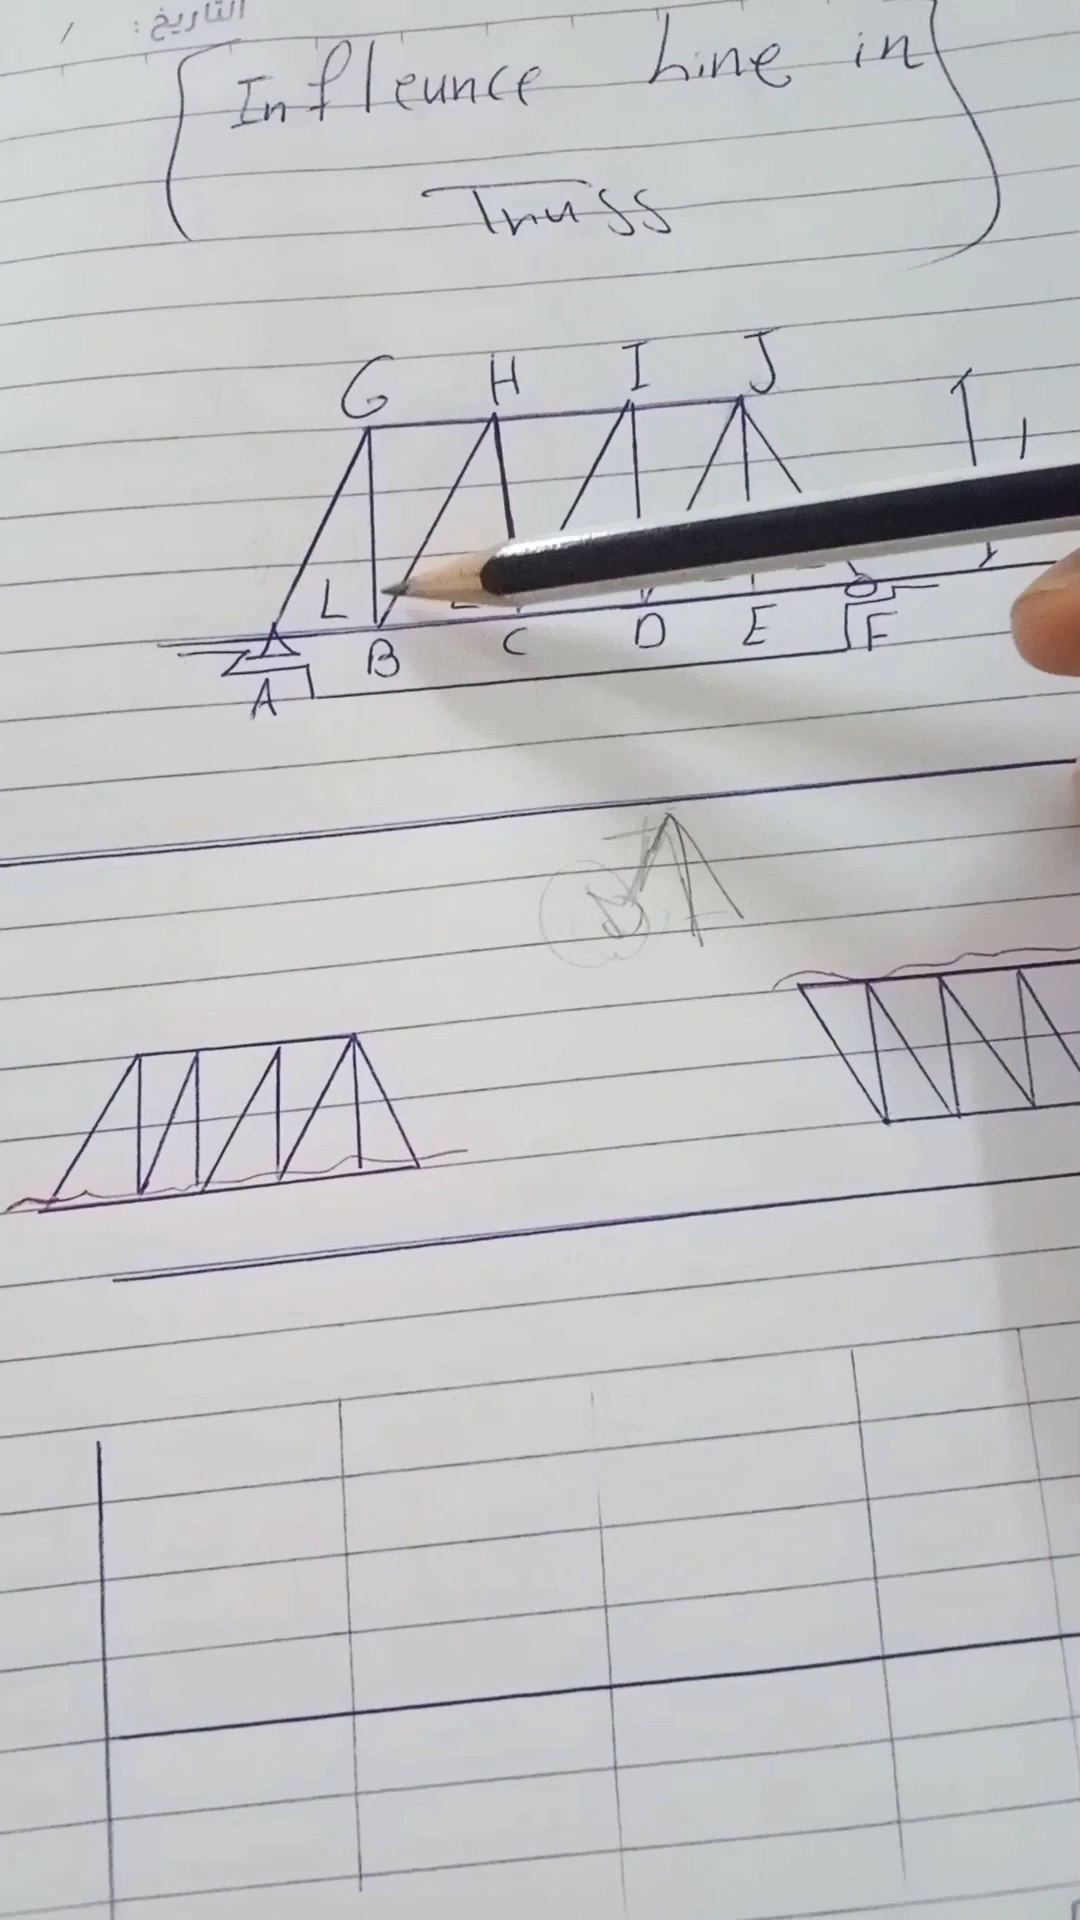 التاريخ: /
Infleunce Line in
Truss
G H I J
L
A B C D E F